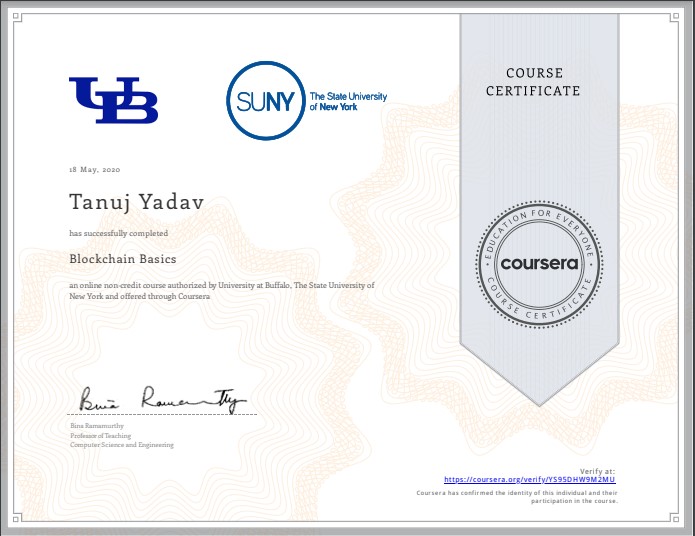 UB
SUNY
The State University
of New York
COURSE
CERTIFICATE
18 May, 2020
Tanuj Yadav
has successfully completed
Blockchain Basics
an online non-credit course authorized by University at Buffalo, The State University of
New York and offered through Coursera
EDUCATION FOR EVERYONE
coursera
COURSE CERTIFICATE
Bina Ramamurthy
Bina Ramamurthy
Professor of Teaching
Computer Science and Engineering
Verify at:
https://coursera.org/verify/YS95DHW9M2MU
Coursera has confirmed the identity of this individual and their
participation in the course.